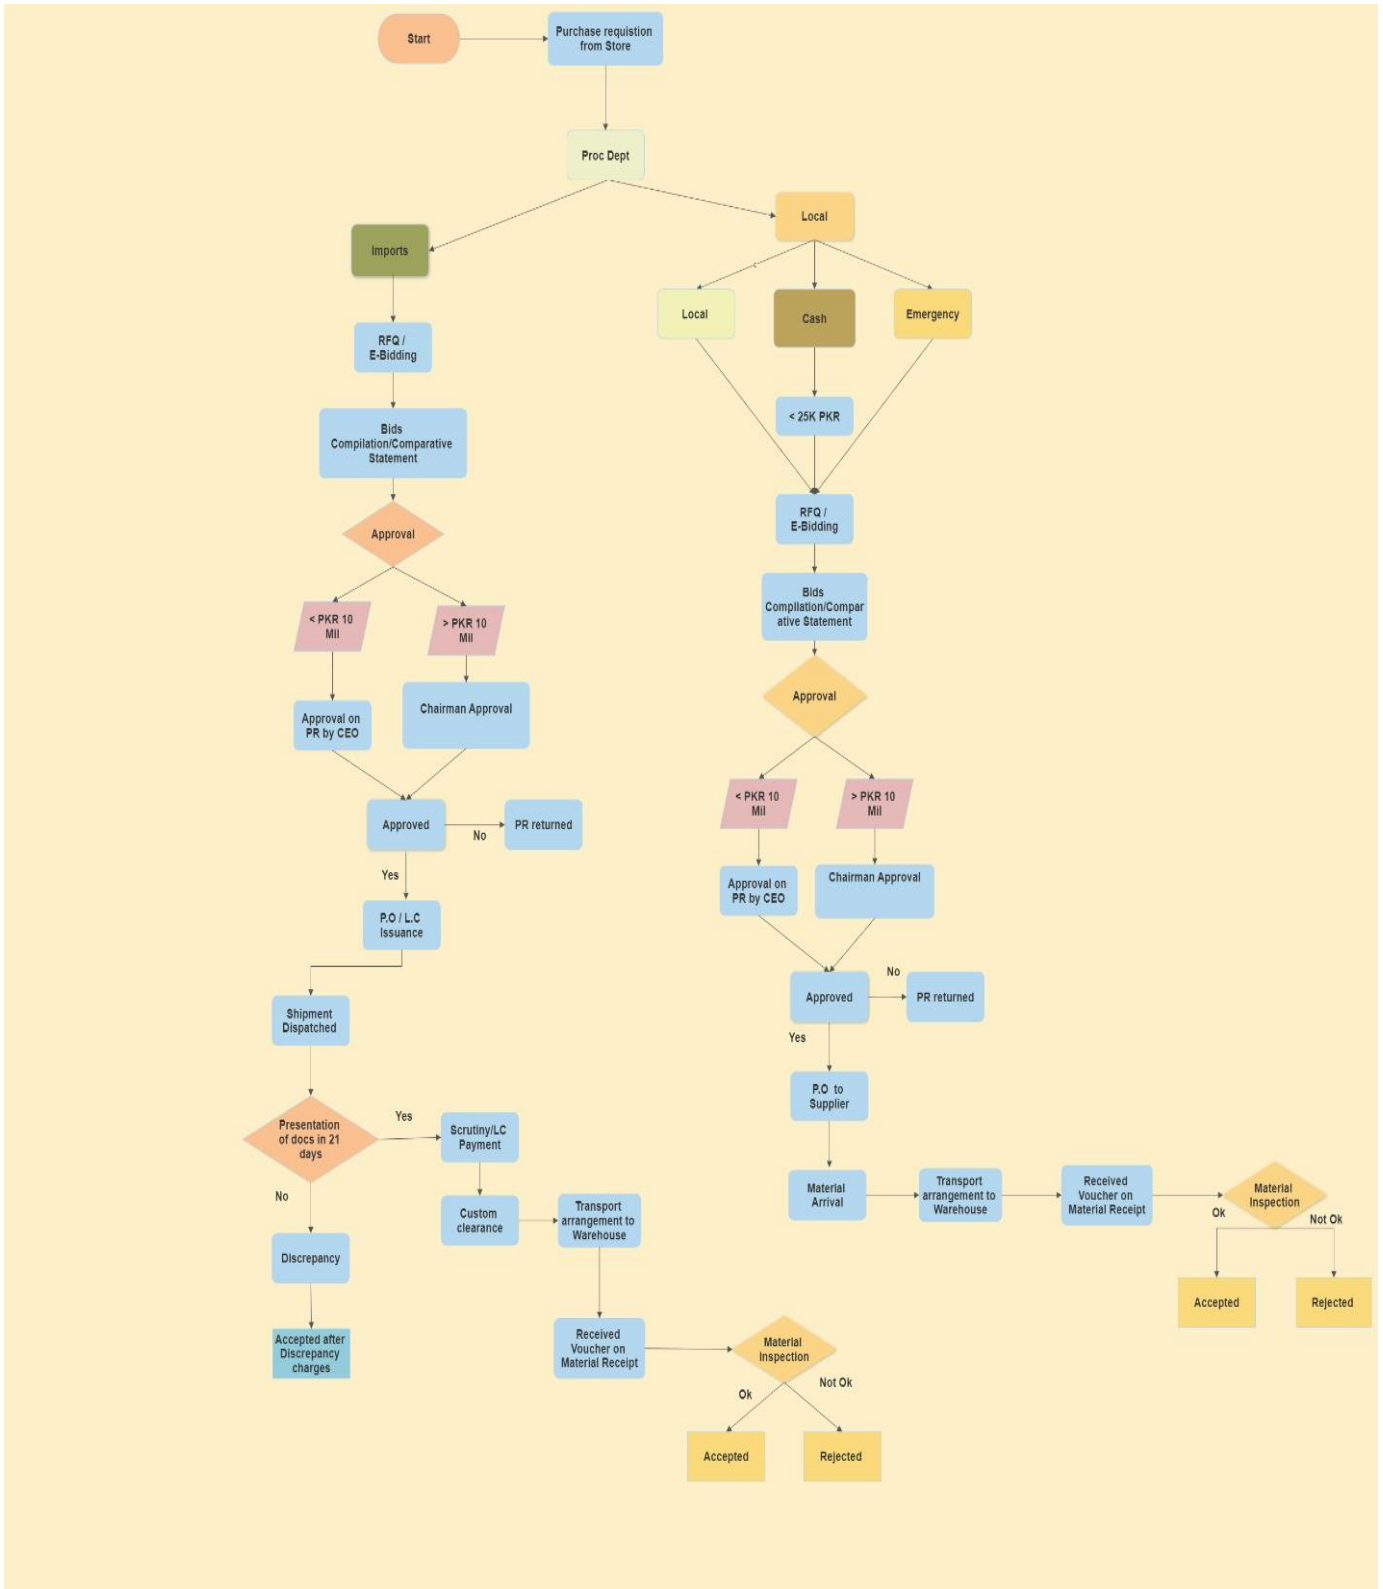 Start
Purchase requistion
from Store
Proc Dept
Imports
Local
Local
Cash
Emergency
RFQ /
E-Bidding
< 25K PKR
Bids
Compilation/Comparative
Statement
RFQ /
E-Bidding
Approval
Bids
Compilation/Compar
ative Statement
< PKR 10
Mil
> PKR 10
Mil
Approval
Approval on
PR by CEO
Chairman Approval
< PKR 10
Mil
> PKR 10
Mil
Approved
No
PR returned
Yes
Approval on
PR by CEO
Chairman Approval
P.O / L.C
Issuance
Approved
No
PR returned
Yes
Shipment
Dispatched
P.O to
Supplier
Presentation
of docs in 21
days
Yes
No
Scrutiny/LC
Payment
Custom
clearance
Transport
arrangement to
Warehouse
Material
Arrival
Transport
arrangement to
Warehouse
Received
Voucher on
Material Receipt
Material
Inspection
Ok
Not Ok
Accepted
Rejected
Discrepancy
Accepted after
Discrepancy
charges
Received
Voucher on
Material Receipt
Material
Inspection
Ok
Not Ok
Accepted
Rejected